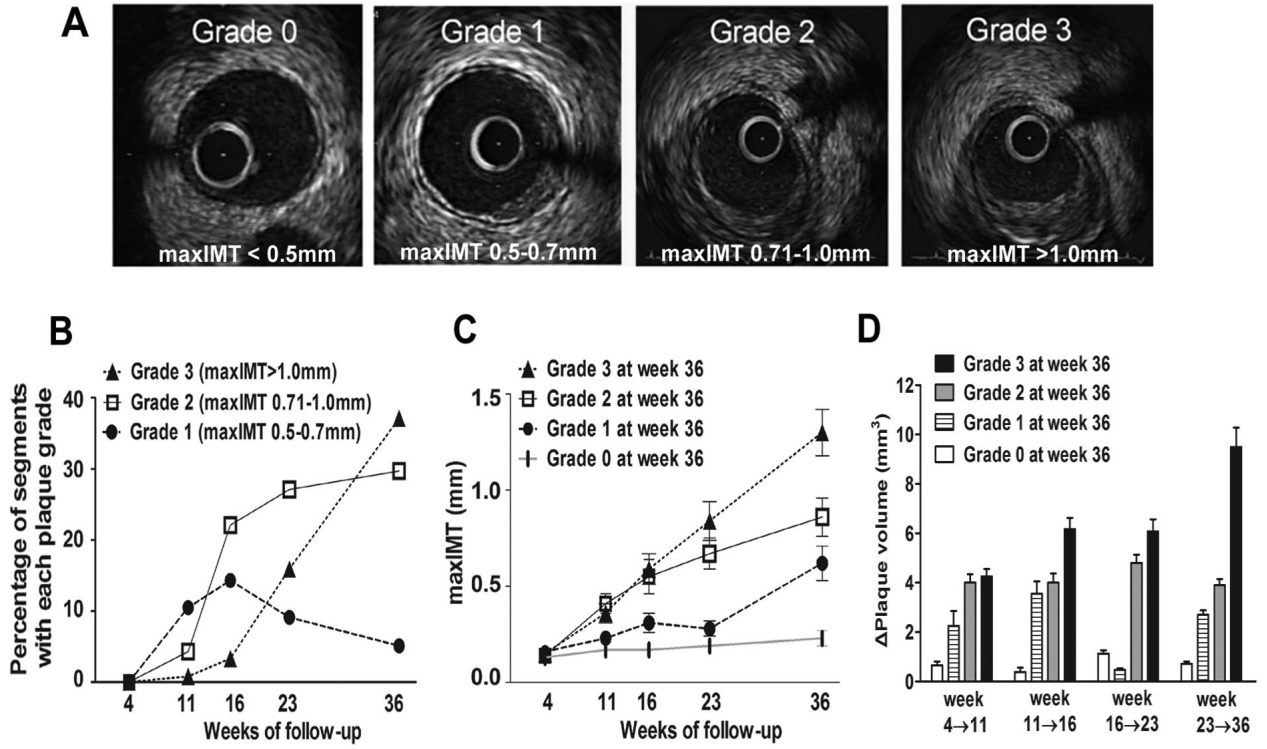 A
Grade 0
Grade 1
Grade 2
Grade 3
maxIMT < 0.5mm
maxIMT 0.5-0.7mm
maxIMT 0.71-1.0mm
maxIMT >1.0mm
B
Grade 3 (maxIMT>1.0mm)
Grade 2 (maxIMT 0.71-1.0mm)
Grade 1 (maxIMT 0.5-0.7mm)
Percentage of segments
with each plaque grade
40
30
20
10
0
4 11 16 23 36
Weeks of follow-up
C
Grade 3 at week 36
Grade 2 at week 36
Grade 1 at week 36
Grade 0 at week 36
maxIMT (mm)
1.5
1.0
0.5
0.0
4 11 16 23 36
Weeks of follow-up
D
Grade 3 at week 36
Grade 2 at week 36
Grade 1 at week 36
Grade 0 at week 36
ΔPlaque volume (mm³)
12
10
8
6
4
2
0
week week week week
4→11 11→16 16→23 23→36